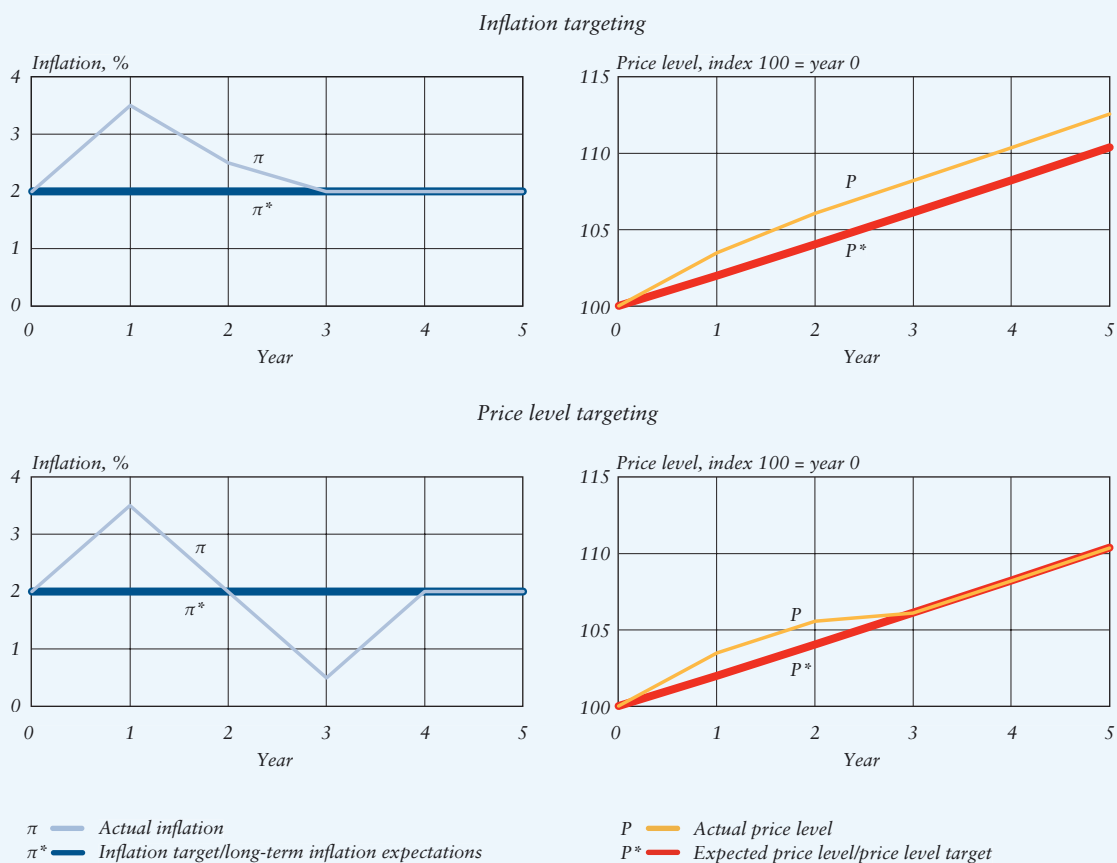 Inflation targeting
Inflation, %
4
3
2
1
0
π
π*
0 1 2 3 4 5
Year
Price level, index 100 = year 0
115
110
105
100
P
P*
0 1 2 3 4 5
Year
Price level targeting
Inflation, %
4
3
2
1
0
π
π*
0 1 2 3 4 5
Year
Price level, index 100 = year 0
115
110
105
100
P
P*
0 1 2 3 4 5
Year
π Actual inflation
π* Inflation target/long-term inflation expectations
P Actual price level
P* Expected price level/price level target